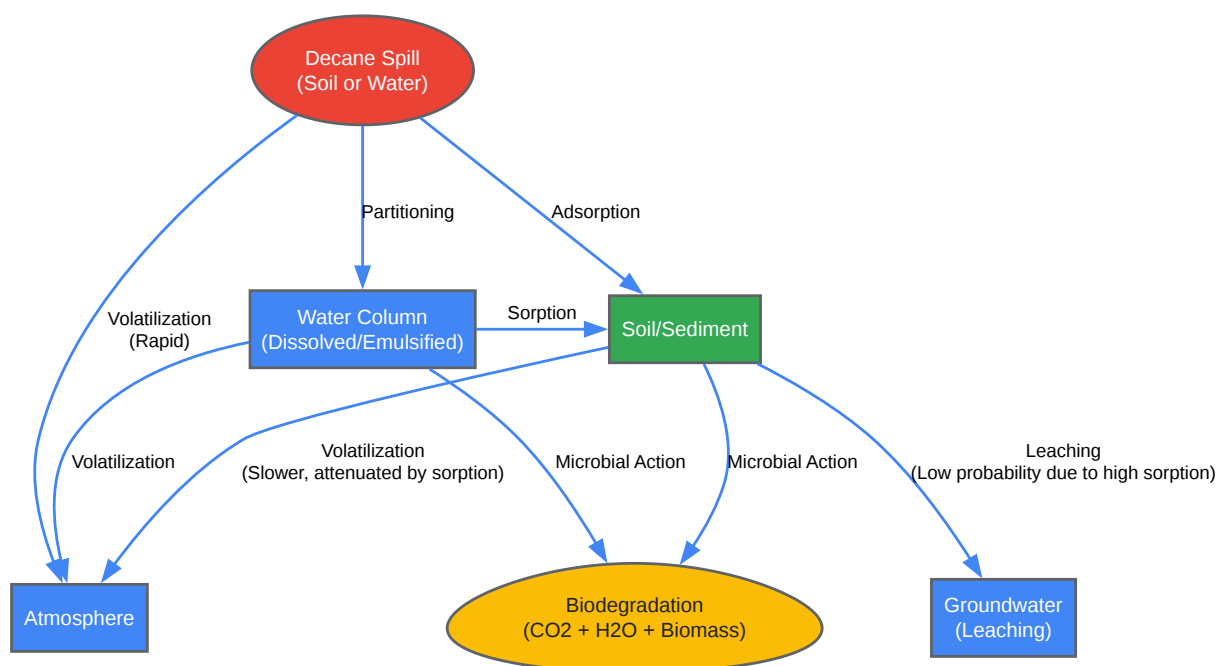 Decane Spill
(Soil or Water)
Partitioning
Adsorption
Volatilization
(Rapid)
Water Column
(Dissolved/Emulsified)
Sorption
Soil/Sediment
Volatilization
Volatilization
(Slower, attenuated by sorption)
Microbial Action
Microbial Action
Leaching
(Low probability due to high sorption)
Atmosphere
Biodegradation
(CO2 + H2O + Biomass)
Groundwater
(Leaching)